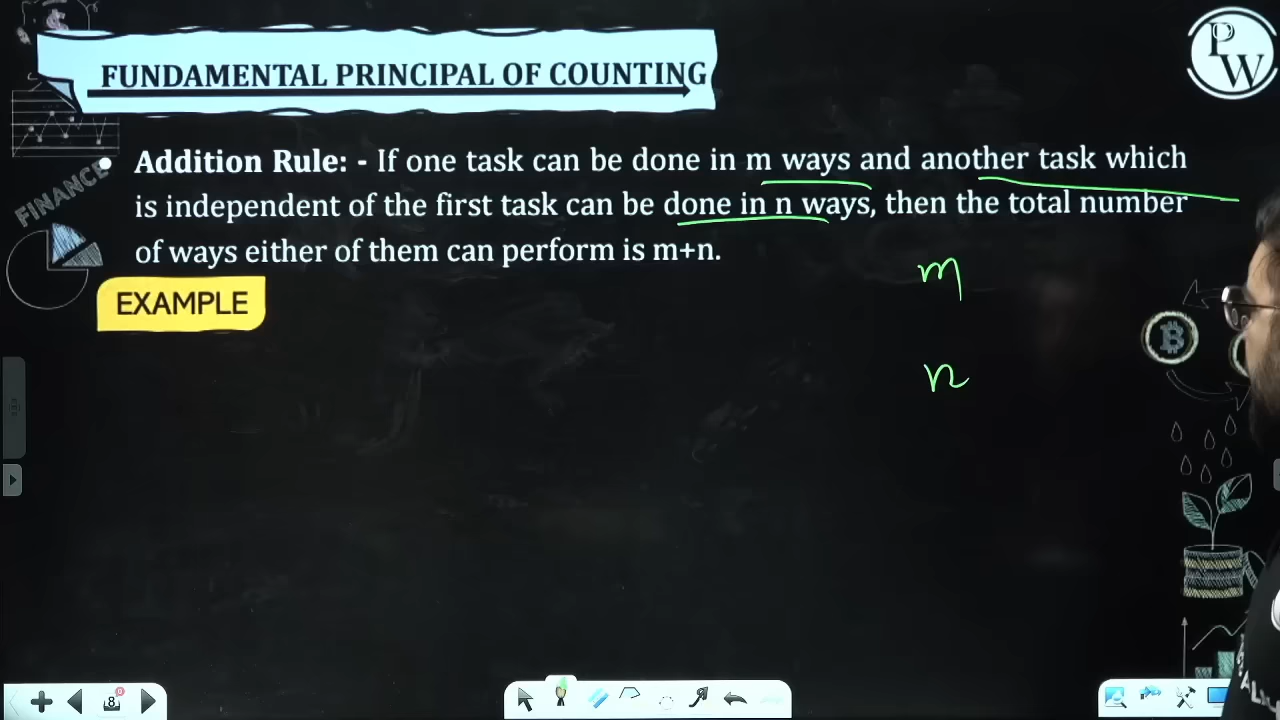 FUNDAMENTAL PRINCIPAL OF COUNTING
PW
FINANCE
Addition Rule: - If one task can be done in m ways and another task which
is independent of the first task can be done in n ways, then the total number
of ways either of them can perform is m+n.
EXAMPLE
m
n
8